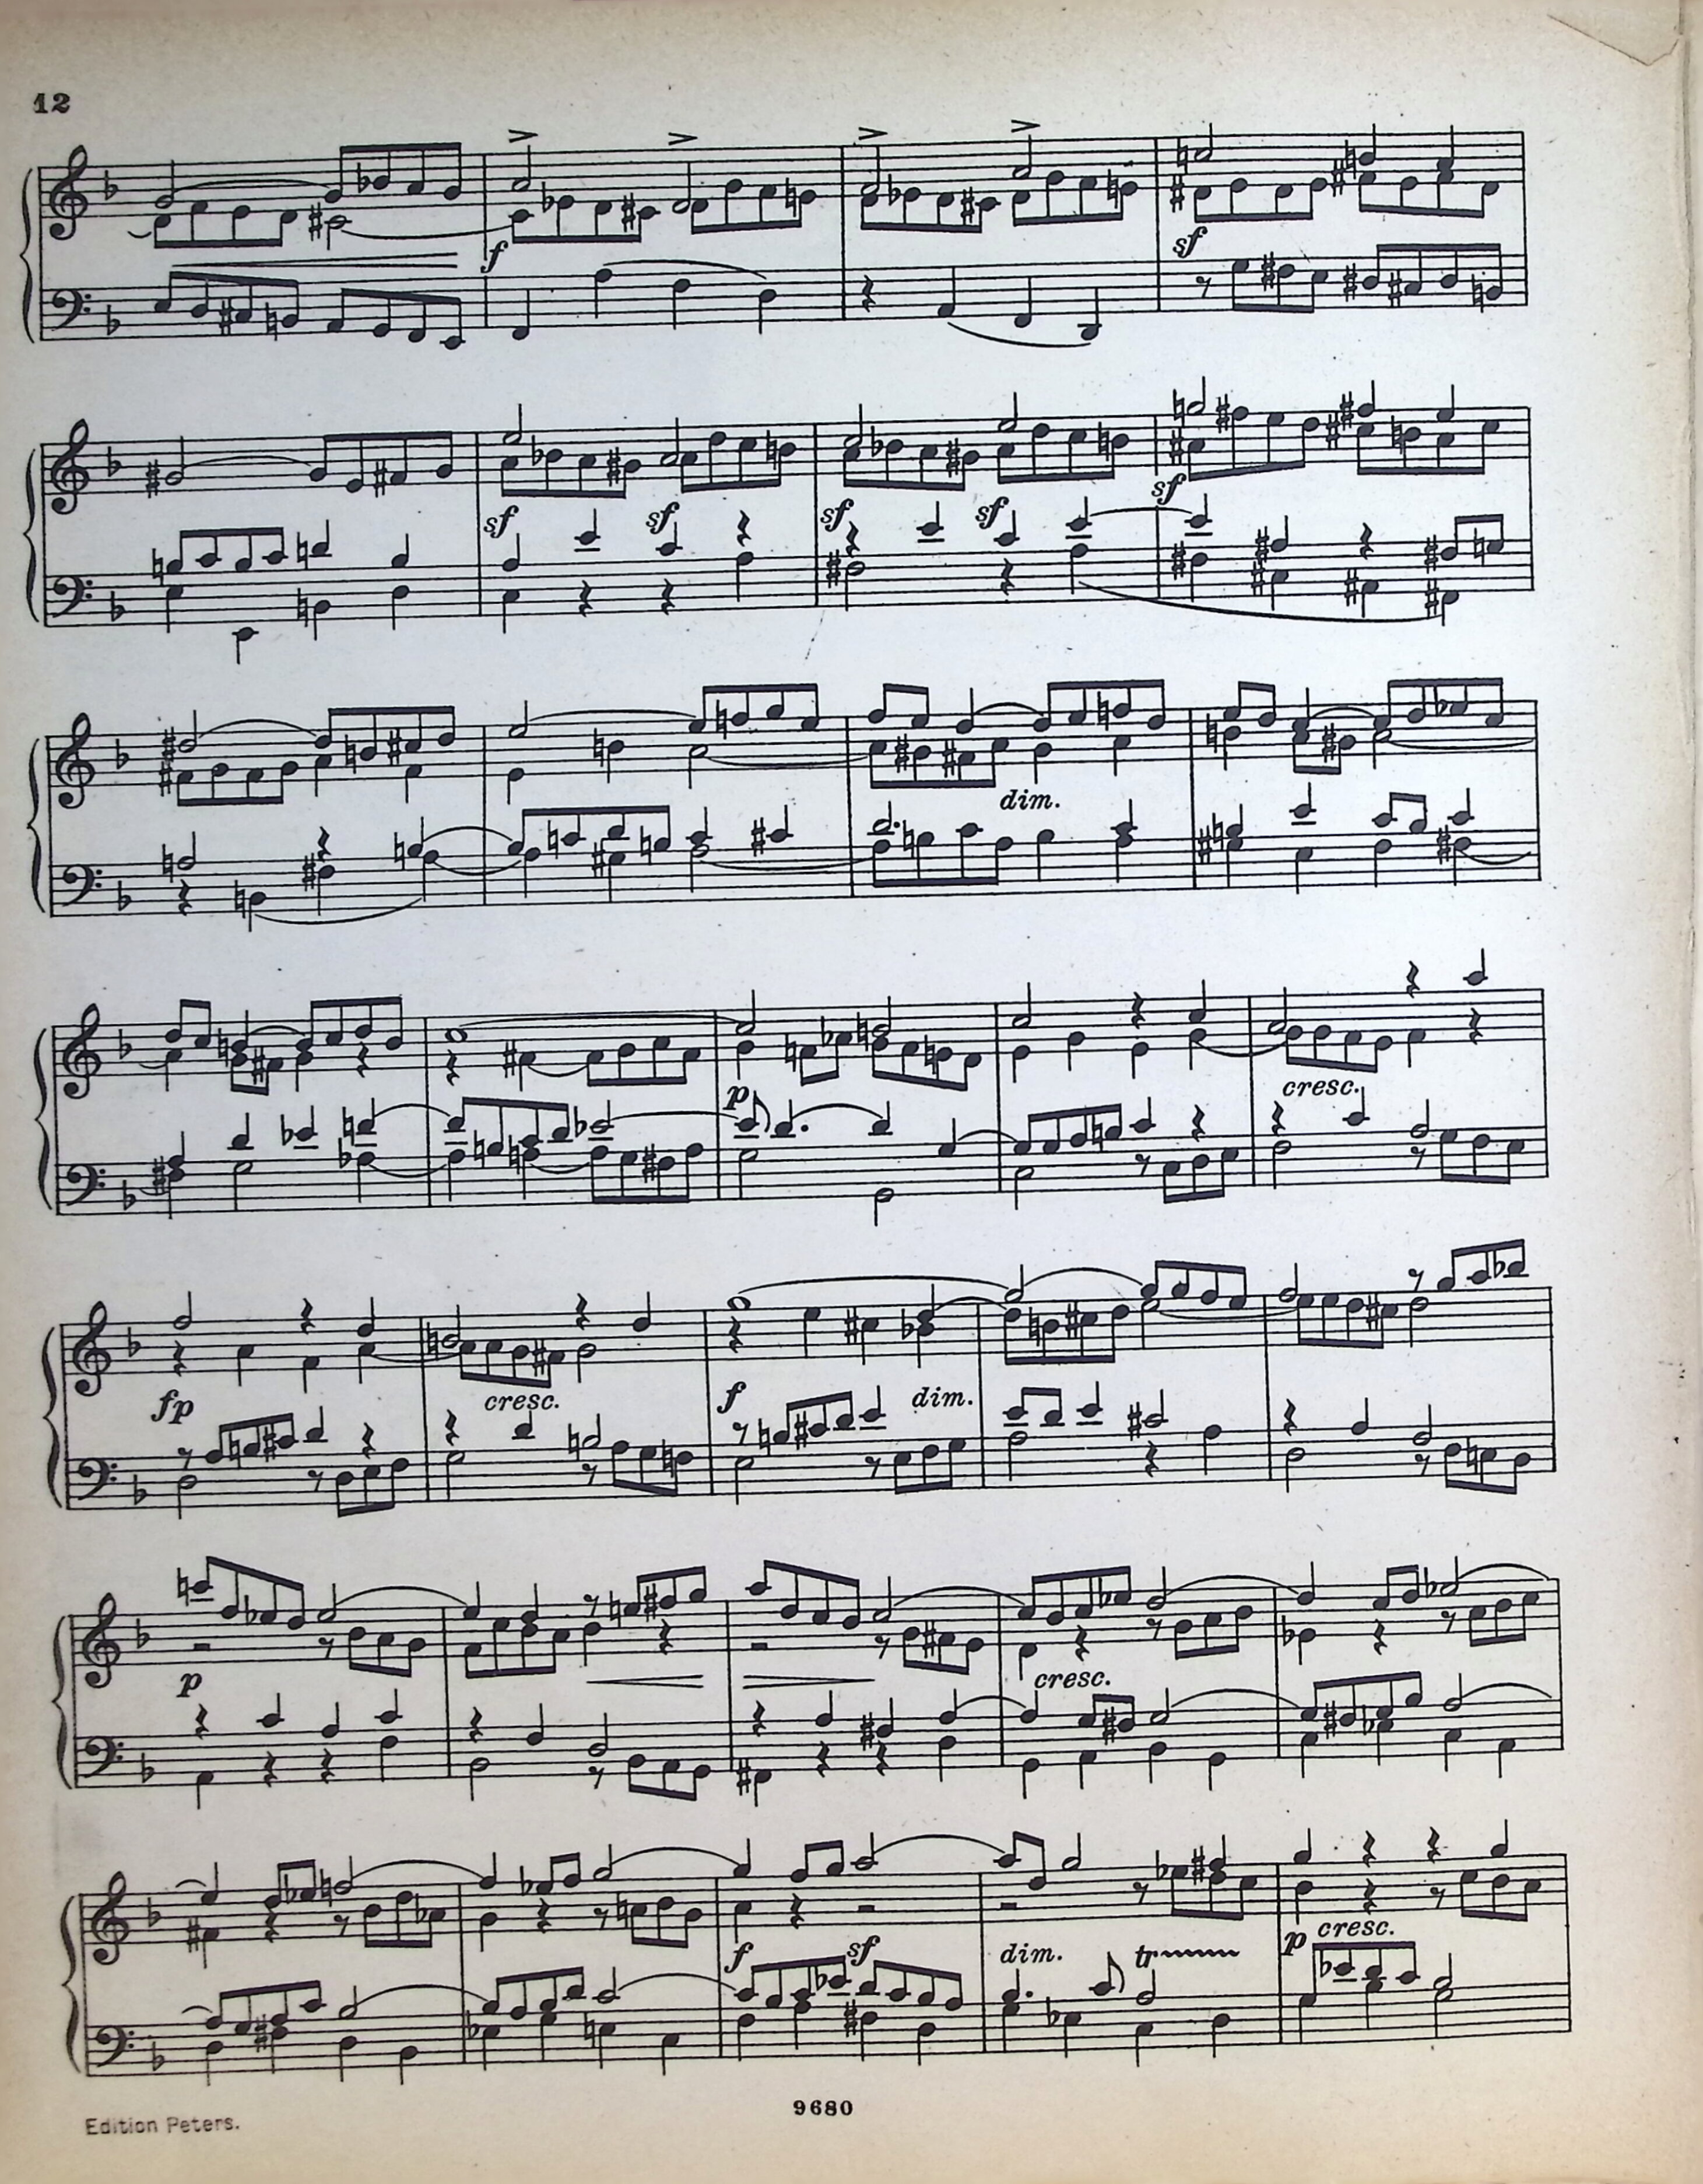 12
f sf
sf sf sf sf sf
dim.
p cresc.
fp cresc. f dim.
p cresc.
f sf dim. tr p cresc.
9680
Edition Peters.